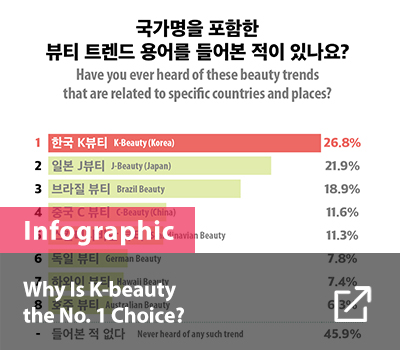 국가명을 포함한
뷰티 트렌드 용어를 들어본 적이 있나요?
Have you ever heard of these beauty trends
that are related to specific countries and places?
1 한국 K뷰티 K-Beauty (Korea) 26.8%
2 일본 J뷰티 J-Beauty (Japan) 21.9%
3 브라질 뷰티 Brazil Beauty 18.9%
4 중국 C 뷰티 C-Beauty (China) 11.6%
Infographic
Beauty 11.3%
6 독일 뷰티 German Beauty 7.8%
7 하와이 뷰티 Hawaii Beauty 7.4%
Why Is K-beauty
8 호주 뷰티 Australian Beauty 6.3%
the No. 1 Choice?
- 들어본 적 없다 Never heard of any such trend 45.9%